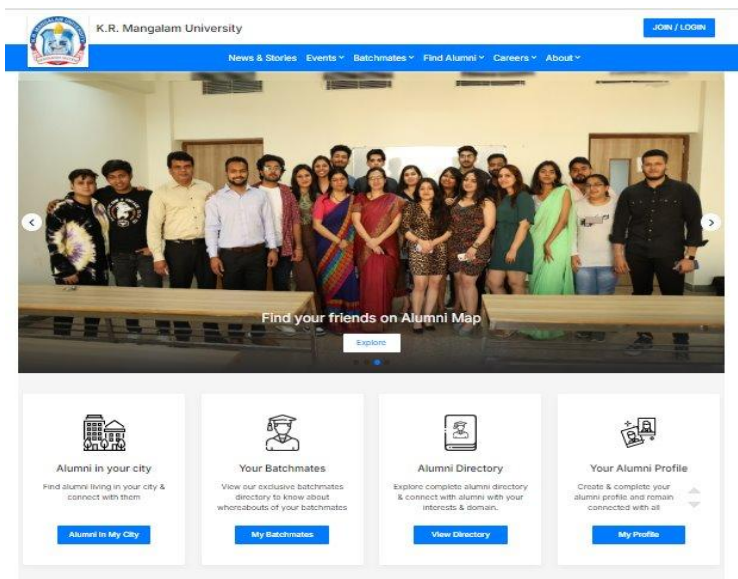 K.R. Mangalam University
JOIN / LOGIN
News & Stories Events Batchmates Find Alumni Careers About
Find your friends on Alumni Map
Explore
Alumni in your city
Find alumni living in your city &
connect with them
Alumni In My City
Your Batchmates
View our exclusive batchmates
directory to know about
whereabouts of your batchmates
My Batchmates
Alumni Directory
Explore complete alumni directory
& connect with alumni with your
interests & domain.
View Directory
Your Alumni Profile
Create & complete your
alumni profile and remain
connected with all
My Profile